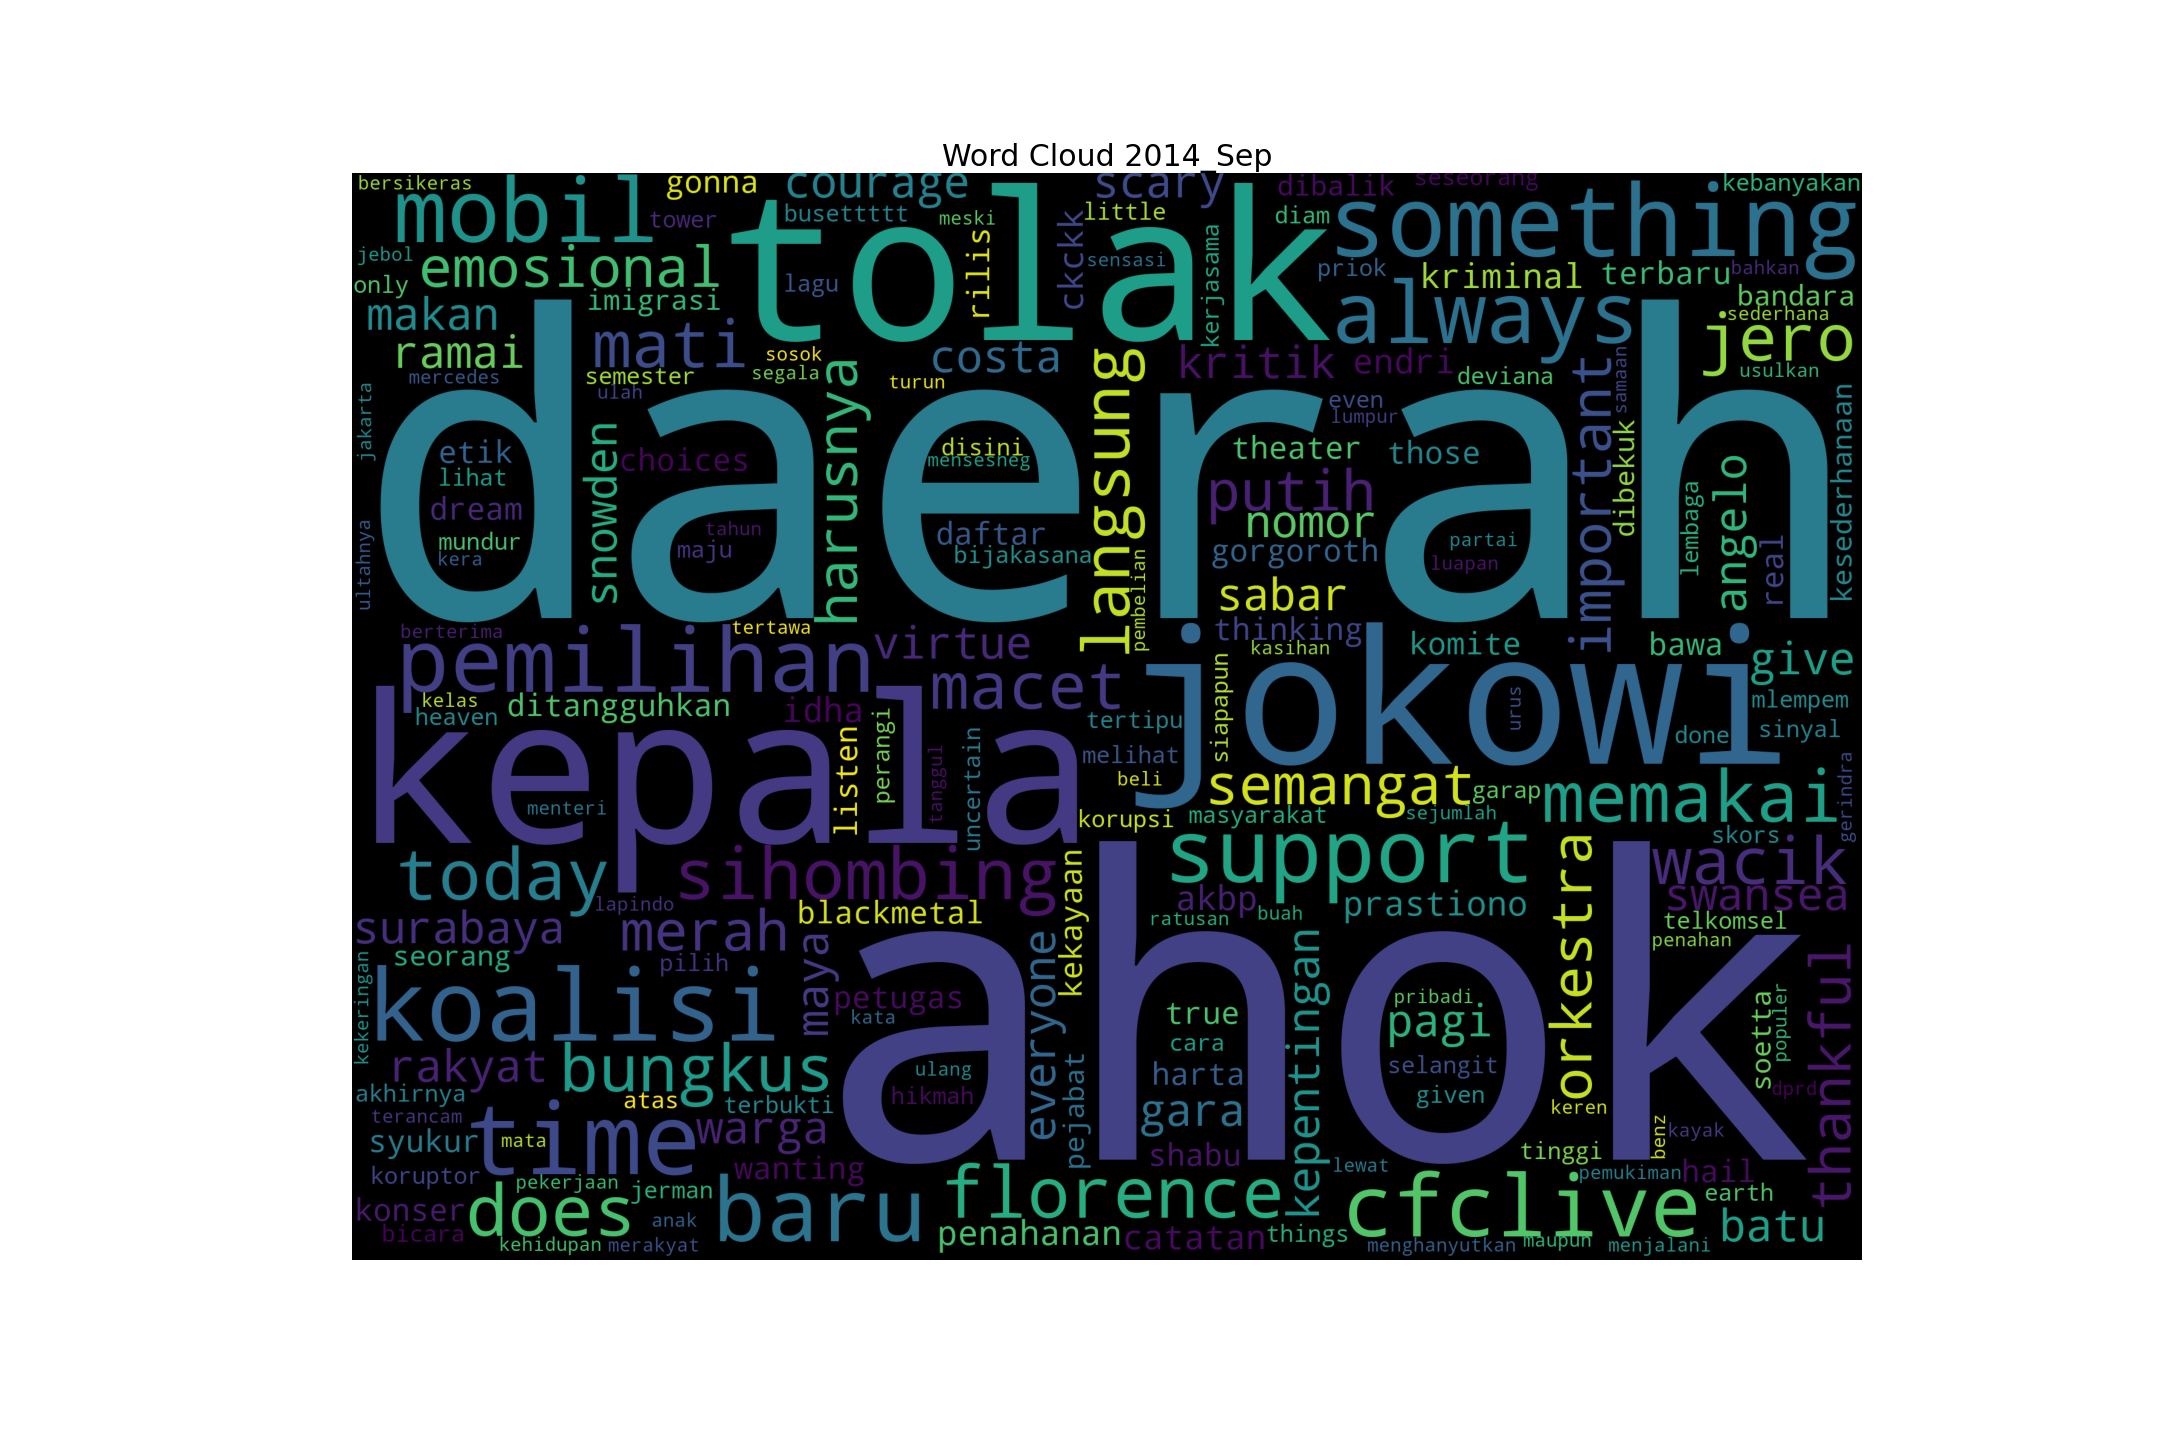 Word Cloud 2014_Sep
bersikeras
mobil
gonna
courage
scary
dibalik
seseorang
kebanyakan
tower
busettttt
meski
little
diam
something
tolak
jebol
emosional
rilis
ckckk
sensasi
kerjasama
priok
kriminal
terbaru
bahkan
only
imigrasi
lagu
always
bandara
makan
sederhana
mati
jero
ramai
sosok
costa
kritik
endri
mercedes
semester
segala
deviana
usulkan
ulah
turun
jakarta
harusnya
langsung
even
lumpur
important
samaan
daerah
snowden
etik
choices
disini
mensesneg
theater
those
dibekuk
angelo
kesederhanaan
lihat
dream
putih
nomor
lembaga
real
tahun
daftar
partai
mundur
maju
bijakasana
gorgoroth
luapan
kera
ultahnya
pembelian
sabar
berterima
tertawa
thinking
pemilihan
virtue
kasihan
komite
bawa
give
macet
jokowi
kelas
heaven
ditangguhkan
idha
perangi
tertipu
siapapun
urus
mlempem
sinyal
done
kepala
listen
tanggul
uncertain
melihat
beli
semangat
garap
memakai
gerindra
menteri
korupsi
masyarakat
sejumlah
skors
today
sihombing
support
orkestra
wacik
swansea
lapindo
akbp
prastiono
surabaya
merah
blackmetal
kekayaan
ratusan
buah
telkomsel
penahan
seorang
pilih
maya
everyone
kepentingan
ahok
thankful
kekeringan
koalisi
petugas
kata
true
pribadi
pagi
soetta
populer
cara
rakyat
bungkus
ulang
pejabat
harta
selangit
akhirnya
atas
terbukti
hikmah
gara
given
keren
dprd
terancam
time
warga
benz
kayak
syukur
mata
shabu
tinggi
koruptor
wanting
lewat
pemukiman
hail
pekerjaan
jerman
baru
florence
cfclive
earth
konser
does
anak
batu
bicara
penahanan
catatan
things
kehidupan
merakyat
menghanyutkan
maupun
menjalani